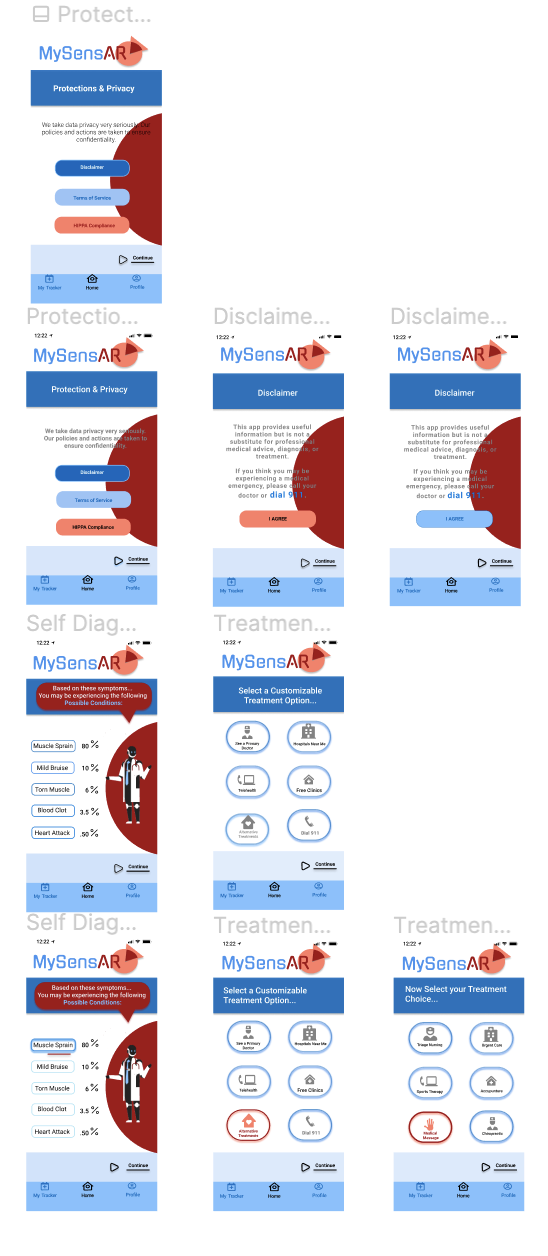 Protect...
MySensAR
Protections & Privacy
We take data privacy very seriously. Our
policies and actions are taken to ensure
confidentiality.
Disclaimer
Terms of Service
HIPPA Compliance
Continue
My Tracker Home Profile
Protectio...
12:22
MySensAR
Protection & Privacy
We take data privacy very seriously.
Our policies and actions are taken to
ensure confidentiality.
Disclaimer
Terms of Service
HIPPA Compliance
Continue
My Tracker Home Profile
Disclaime...
12:22
MySensAR
Disclaimer
This app provides useful
information but is not a
substitute for professional
medical advice, diagnosis, or
treatment.
If you think you may be
experiencing a medical
emergency, please call your
doctor or dial 911.
I AGREE
Continue
My Tracker Home Profile
Disclaime...
12:22
MySensAR
Disclaimer
This app provides useful
information but is not a
substitute for professional
medical advice, diagnosis, or
treatment.
If you think you may be
experiencing a medical
emergency, please call your
doctor or dial 911.
I AGREE
Continue
My Tracker Home Profile
Self Diag...
12:22
MySensAR
Based on these symptoms...
You may be experiencing the following
Possible Conditions:
Muscle Sprain 80 %
Mild Bruise 10 %
Torn Muscle 6 %
Blood Clot 3.5 %
Heart Attack .50 %
Continue
My Tracker Home Profile
Treatmen...
12:22
MySensAR
Select a Customizable
Treatment Option...
See a Primary
Doctor
Hospitals Near Me
Telehealth
Free Clinics
Alternative
Treatments
Dial 911
Continue
My Tracker Home Profile
Self Diag...
12:22
MySensAR
Based on these symptoms...
You may be experiencing the following
Possible Conditions:
Muscle Sprain 80 %
Mild Bruise 10 %
Torn Muscle 6 %
Blood Clot 3.5 %
Heart Attack .50 %
Continue
My Tracker Home Profile
Treatmen...
12:22
MySensAR
Select a Customizable
Treatment Option...
See a Primary
Doctor
Hospitals Near Me
Telehealth
Free Clinics
Alternative
Treatments
Dial 911
Continue
My Tracker Home Profile
Treatmen...
12:22
MySensAR
Now Select your Treatment
Choice...
Triage Nursing
Urgent Care
Sports Therapy
Acupuncture
Medical
Massage
Chiropractic
Continue
My Tracker Home Profile